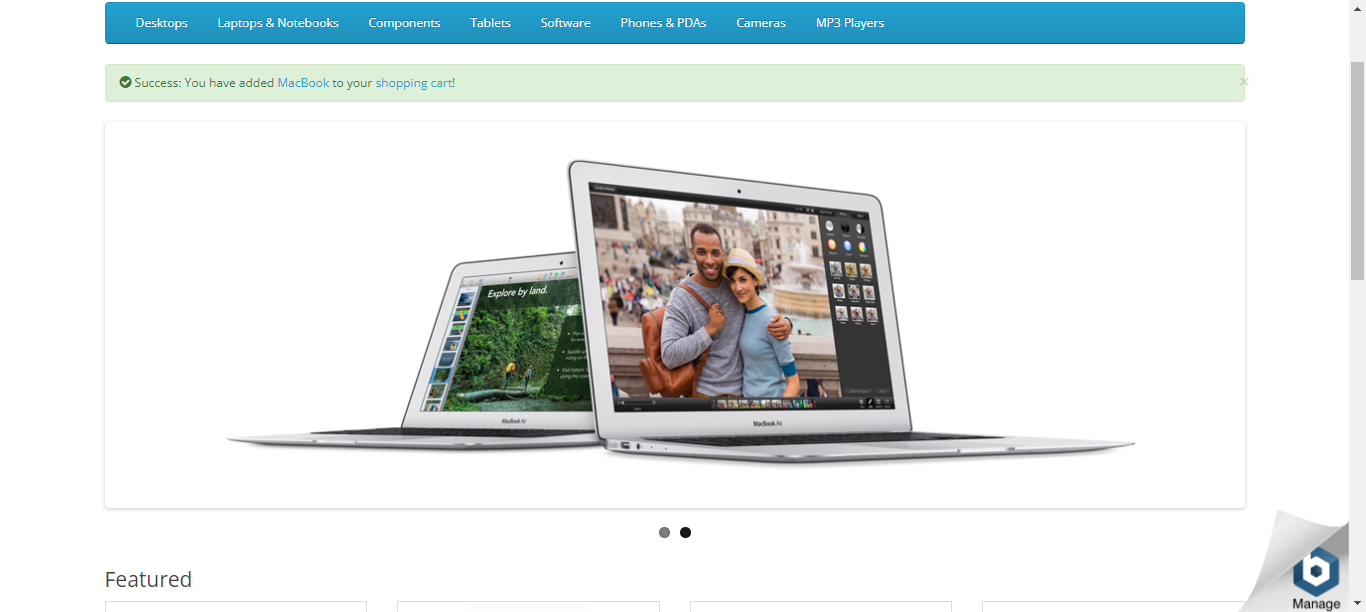 Desktops Laptops & Notebooks Components Tablets Software Phones & PDAs Cameras MP3 Players
Success: You have added MacBook to your shopping cart!
×
Explore by land.
MacBook Air
MacBook Air
Featured
b
Manage